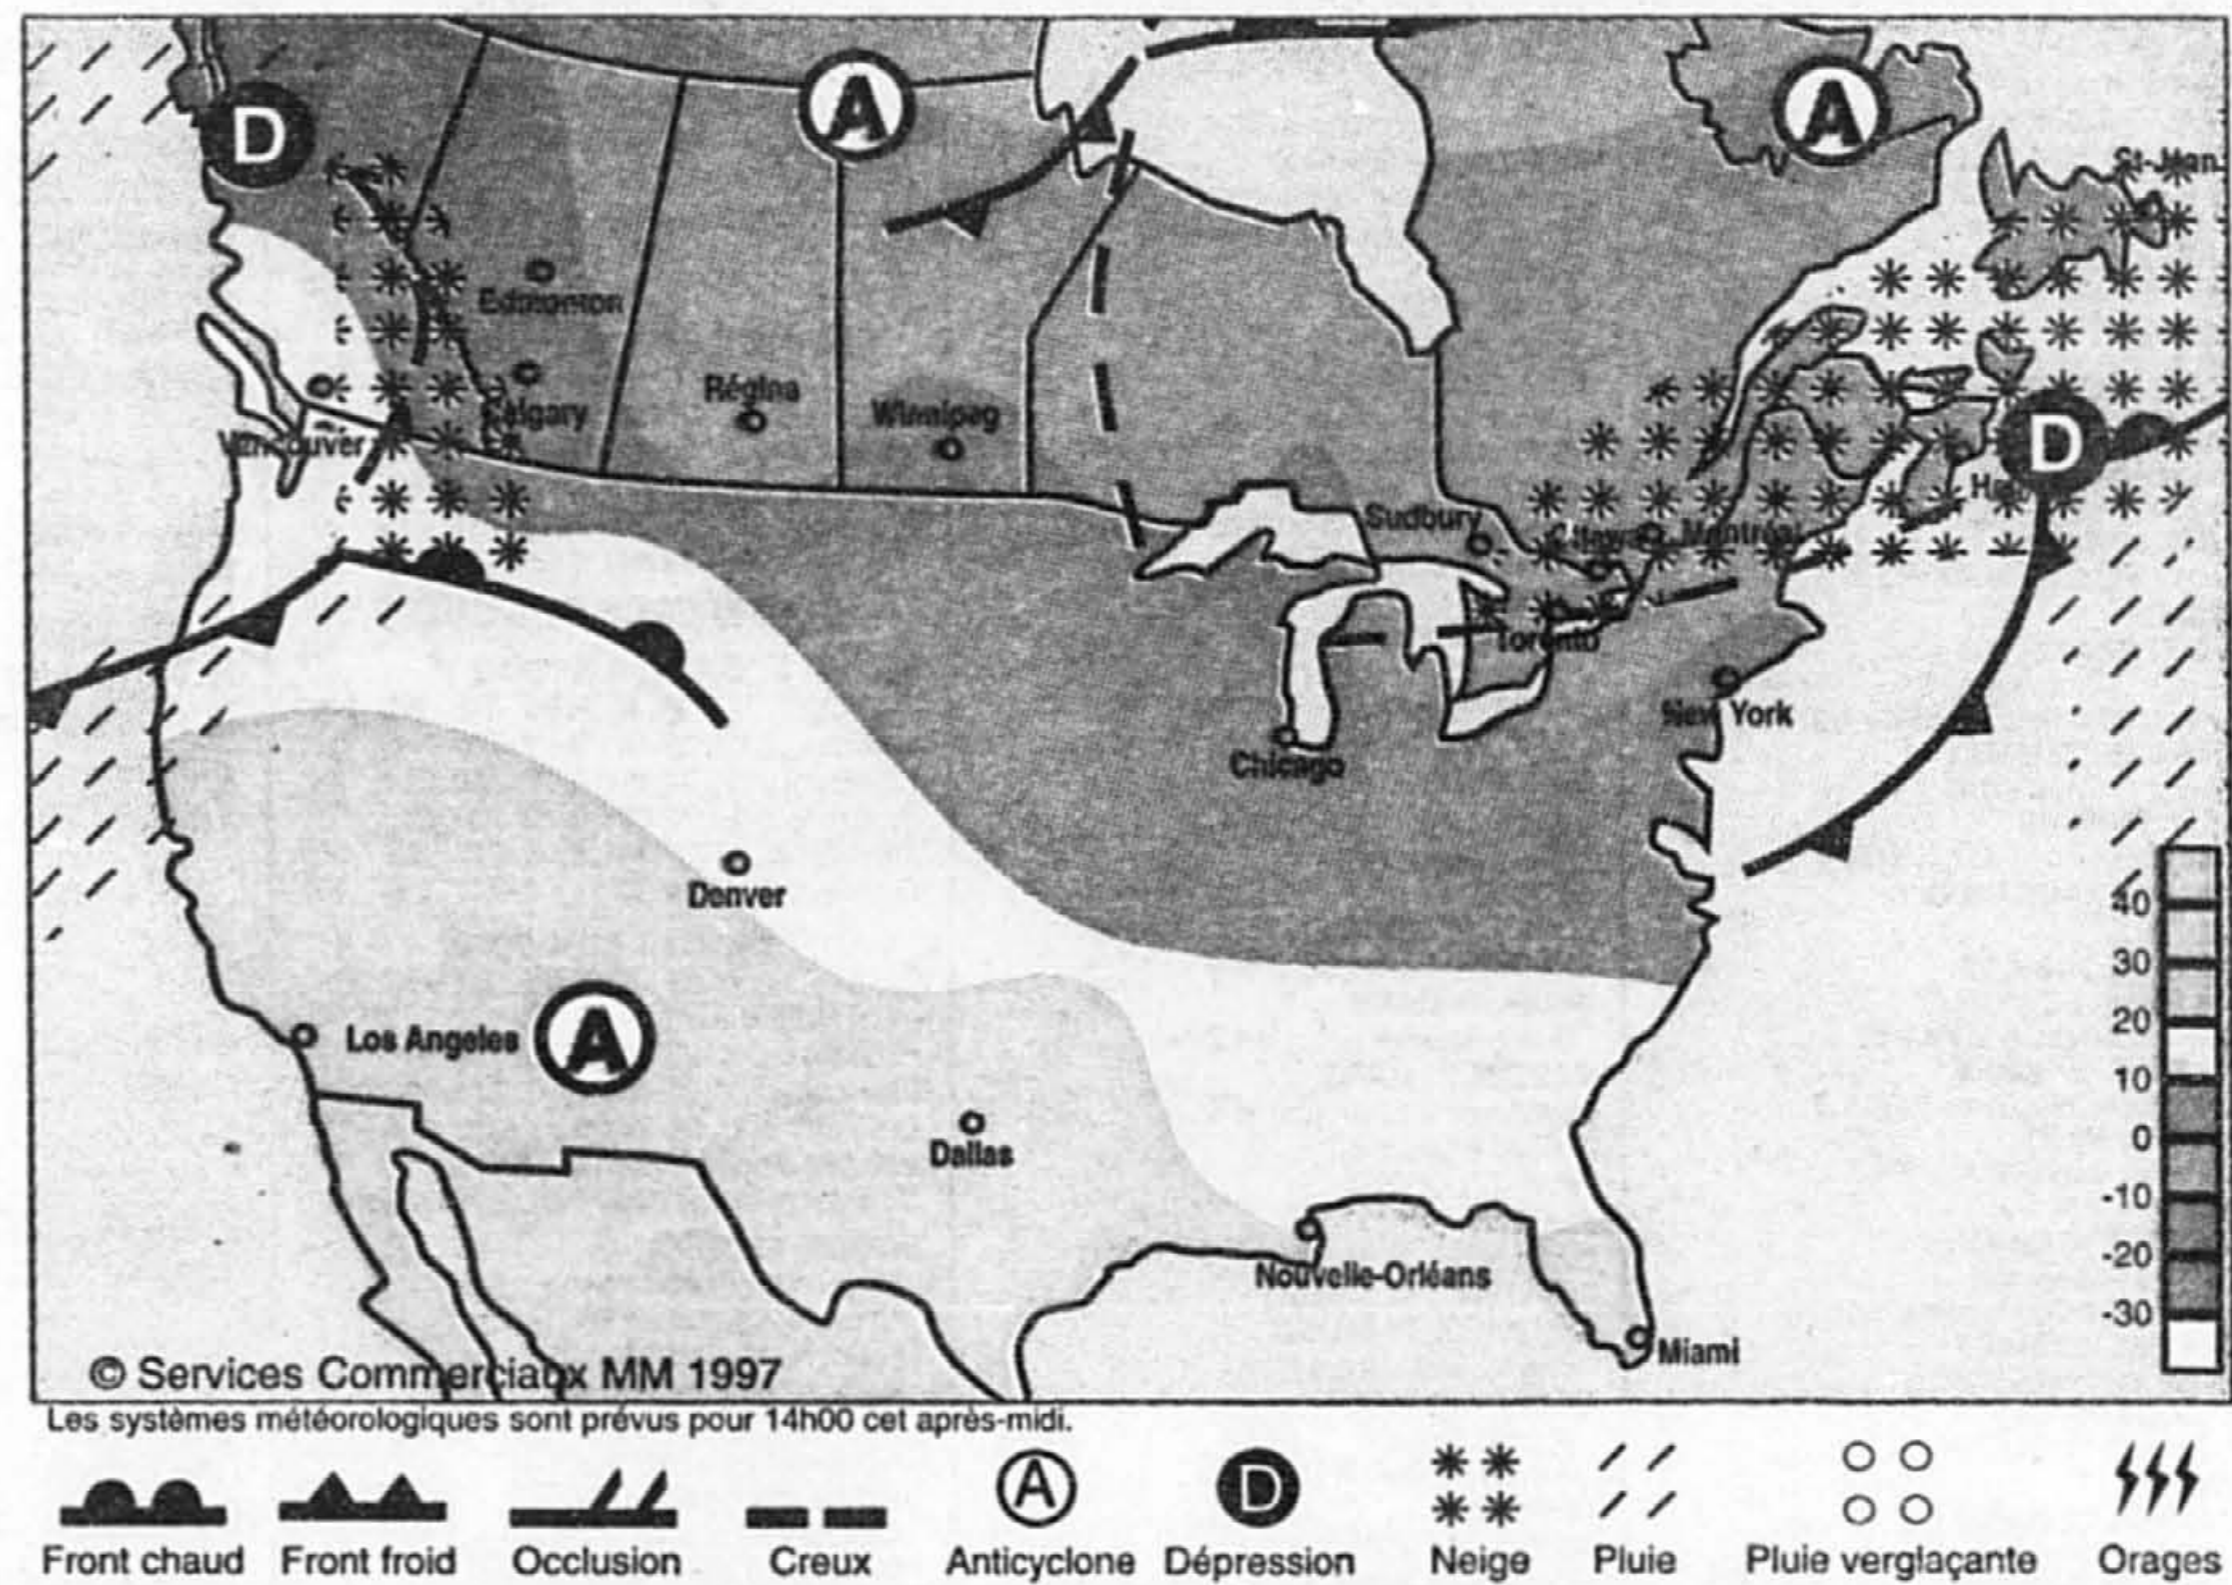 A
A
D
St-Jean
Edmonton
Calgary
Régina
Winnipeg
Vancouver
D
Sudbury
Ottawa
Montréal
Toronto
New York
Chicago
Denver
40
30
Los Angeles
A
20
10
Dallas
0
-10
Nouvelle-Orléans
-20
-30
Miami
© Services Commerciaux MM 1997
Les systèmes météorologiques sont prévus pour 14h00 cet après-midi.
A D
Front chaud Front froid Occlusion Creux Anticyclone Dépression Neige Pluie Pluie verglaçante Orages